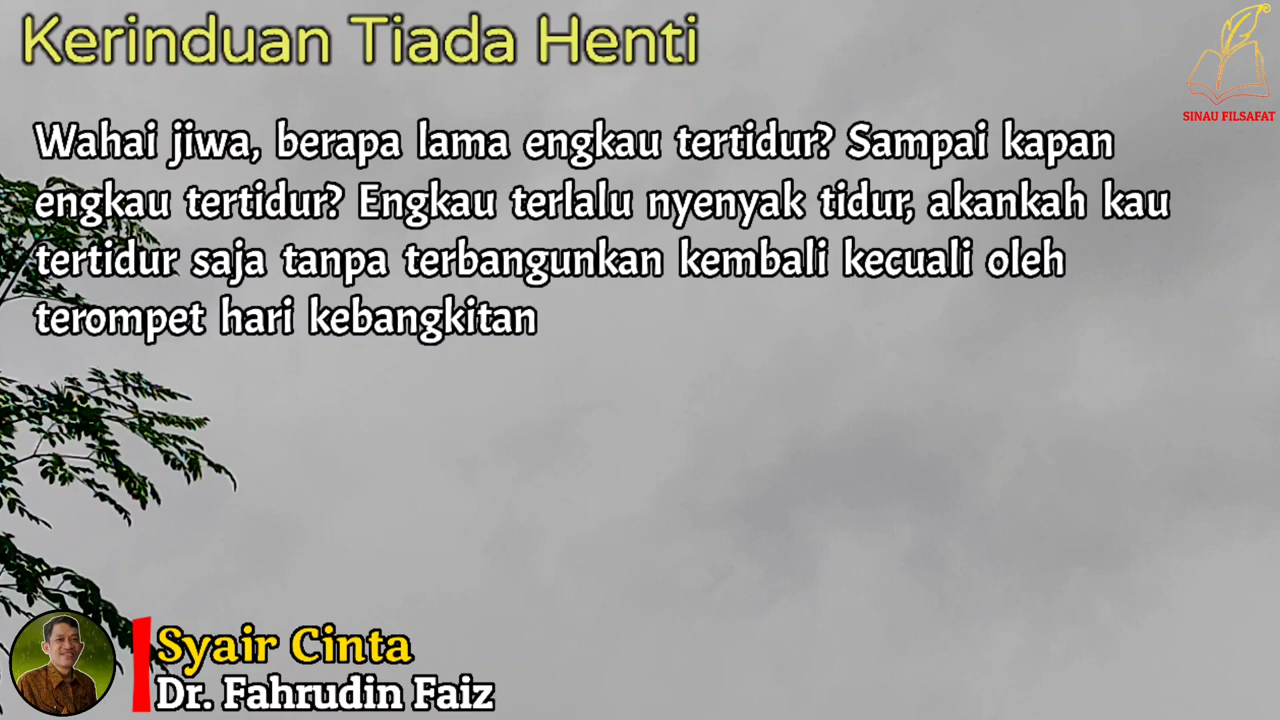 Kerinduan Tiada Henti
SINAU FILSAFAT
Wahai jiwa, berapa lama engkau tertidur? Sampai kapan
engkau tertidur? Engkau terlalu nyenyak tidur, akankah kau
tertidur saja tanpa terbangunkan kembali kecuali oleh
terompet hari kebangkitan
Syair Cinta
Dr. Fahrudin Faiz